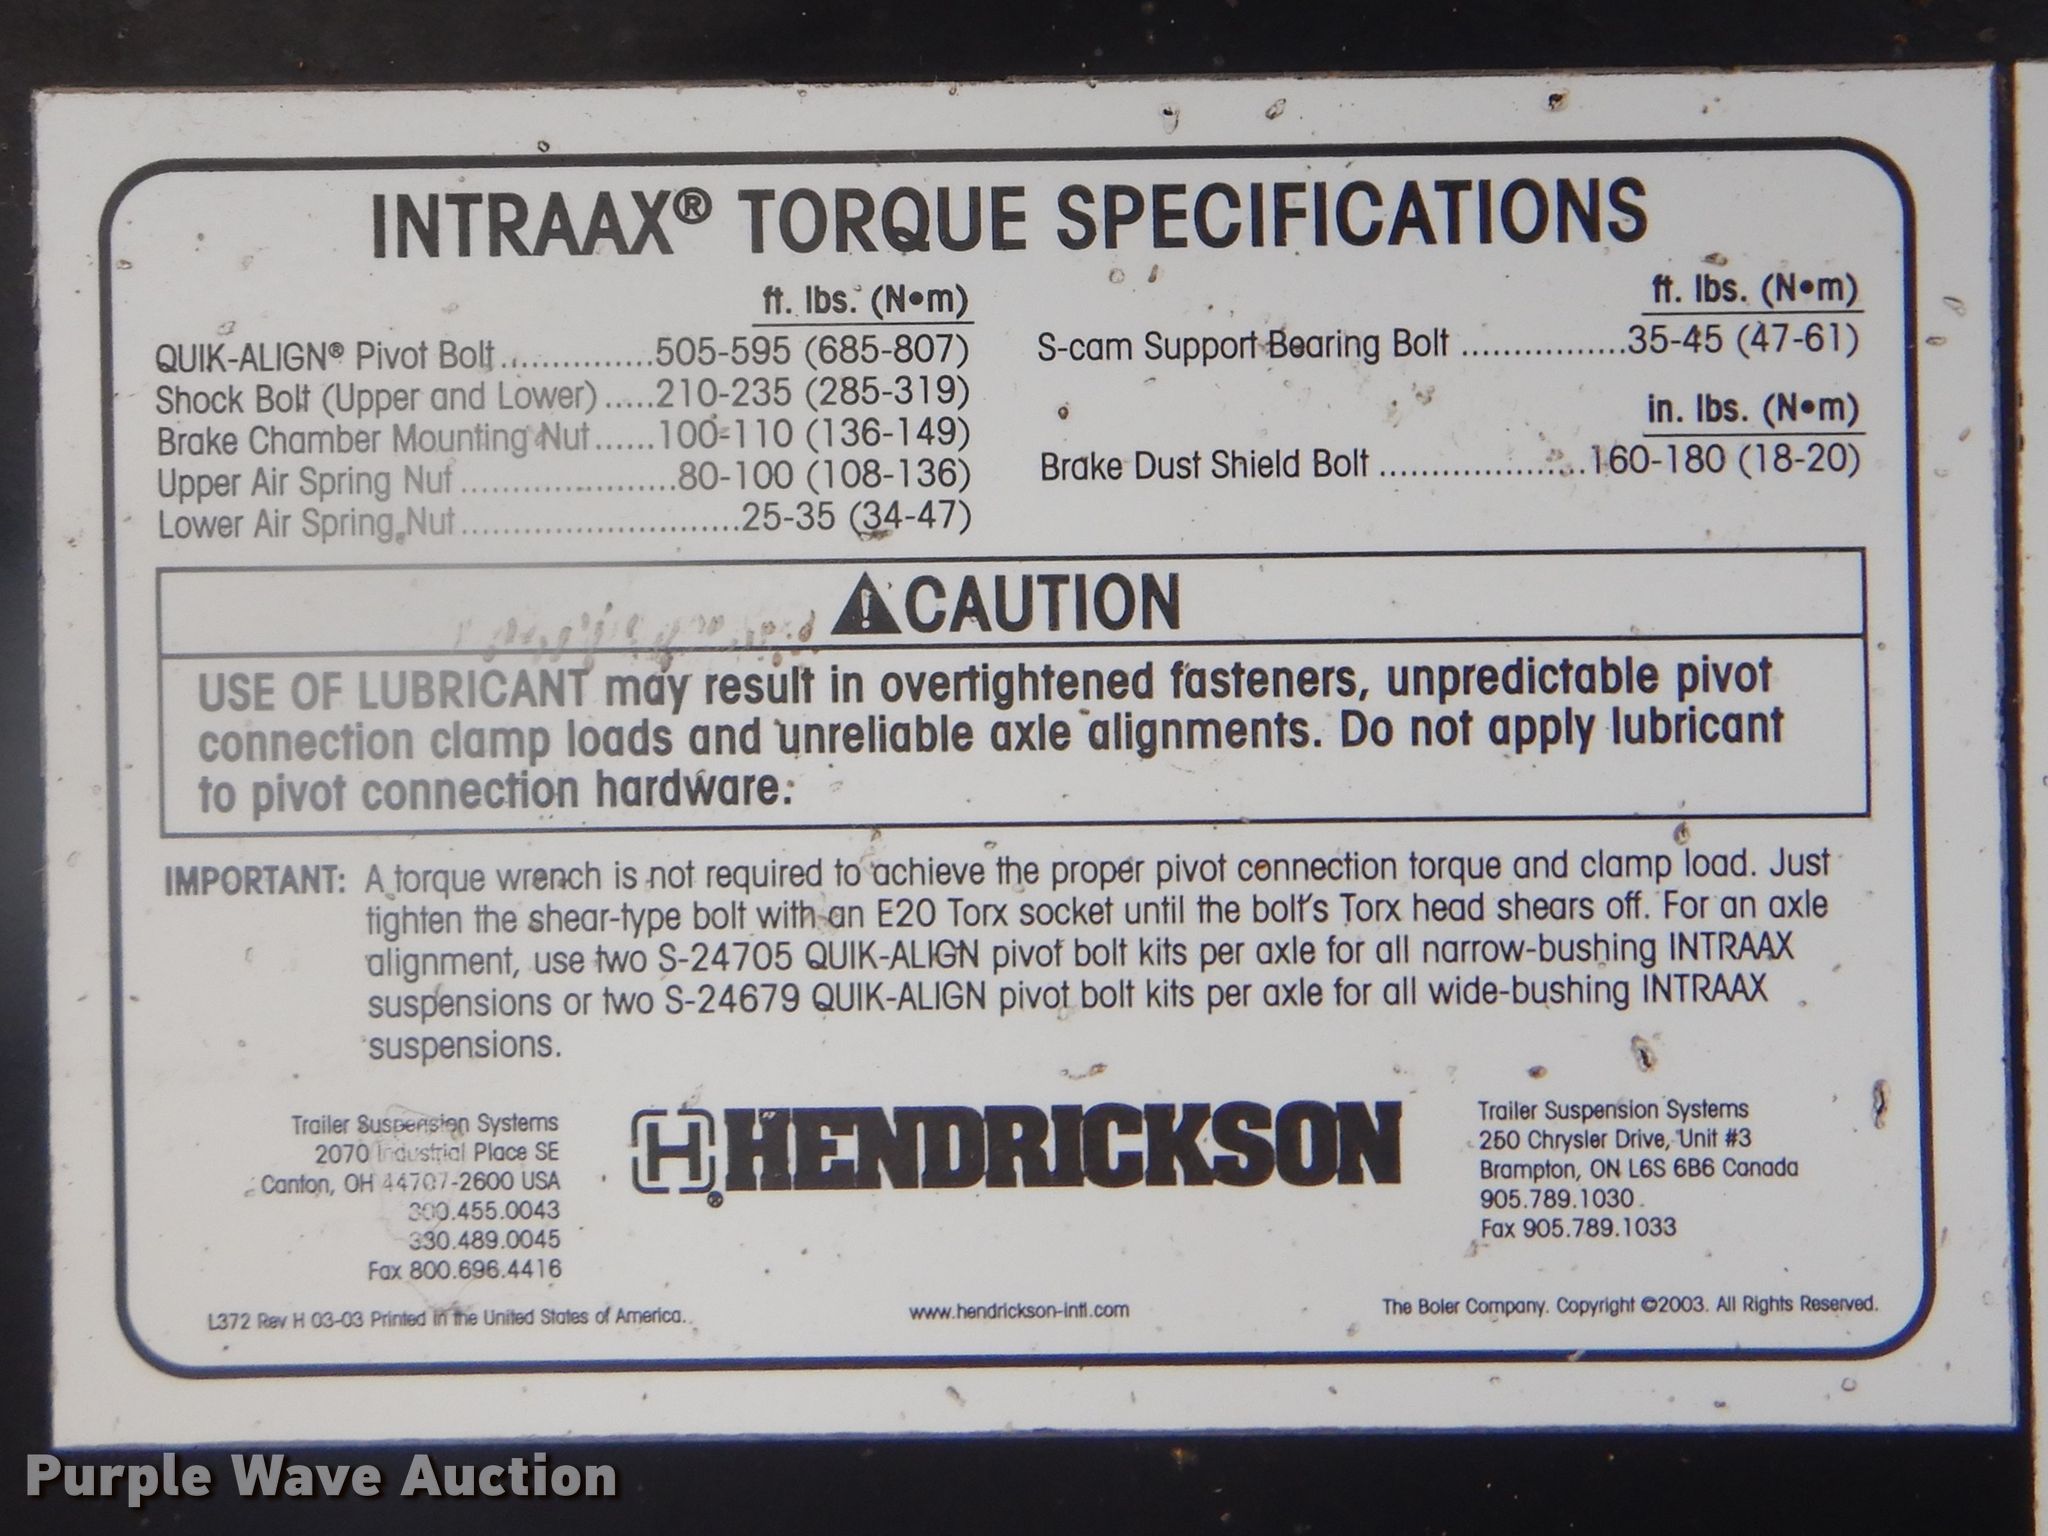 INTRAAX® TORQUE SPECIFICATIONS
ft. lbs. (N•m)
QUIK-ALIGN® Pivot Bolt...............505-595 (685-807)
Shock Bolt (Upper and Lower).....210-235 (285-319)
Brake Chamber Mounting Nut......100-110 (136-149)
Upper Air Spring Nut.....................80-100 (108-136)
Lower Air Spring Nut...........................25-35 (34-47)
ft. lbs. (N•m)
S-cam Support Bearing Bolt ................35-45 (47-61)
in. lbs. (N•m)
Brake Dust Shield Bolt ....................160-180 (18-20)
CAUTION
USE OF LUBRICANT may result in overtightened fasteners, unpredictable pivot
connection clamp loads and unreliable axle alignments. Do not apply lubricant
to pivot connection hardware.
IMPORTANT: A torque wrench is not required to achieve the proper pivot connection torque and clamp load. Just
tighten the shear-type bolt with an E20 Torx socket until the bolt's Torx head shears off. For an axle
alignment, use two S-24705 QUIK-ALIGN pivot bolt kits per axle for all narrow-bushing INTRAAX
suspensions or two S-24679 QUIK-ALIGN pivot bolt kits per axle for all wide-bushing INTRAAX
suspensions.
Trailer Suspension Systems
2070 Industrial Place SE
Canton, OH 44707-2600 USA
800.455.0043
330.489.0045
Fax 800.696.4416
H® HENDRICKSON
Trailer Suspension Systems
250 Chrysler Drive, Unit #3
Brampton, ON L6S 6B6 Canada
905.789.1030
Fax 905.789.1033
L372 Rev H 03-03 Printed in the United States of America.
www.hendrickson-intl.com
The Boler Company. Copyright ©2003. All Rights Reserved.
Purple Wave Auction